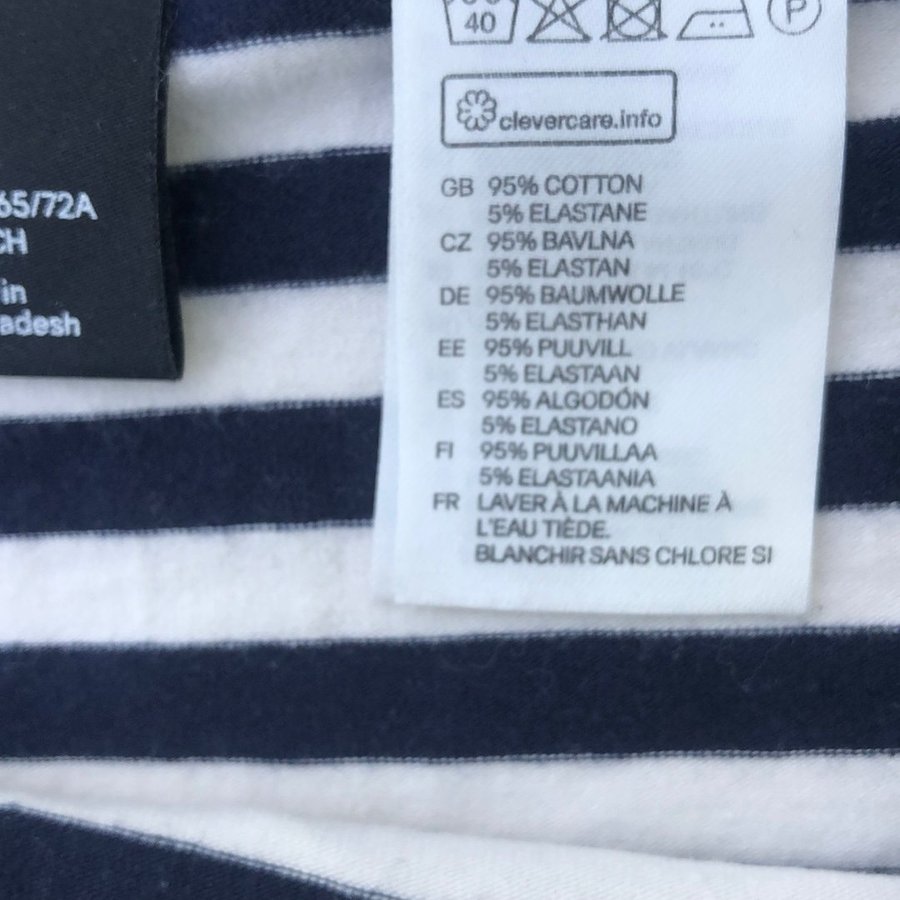 65/72A
CH
in
adesh
40
P
clevercare.info
GB 95% COTTON
5% ELASTANE
CZ 95% BAVLNA
5% ELASTAN
DE 95% BAUMWOLLE
5% ELASTHAN
EE 95% PUUVILL
5% ELASTAAN
ES 95% ALGODÓN
5% ELASTANO
FI 95% PUUVILLAA
5% ELASTAANIA
FR LAVER À LA MACHINE À
L'EAU TIÈDE.
BLANCHIR SANS CHLORE SI